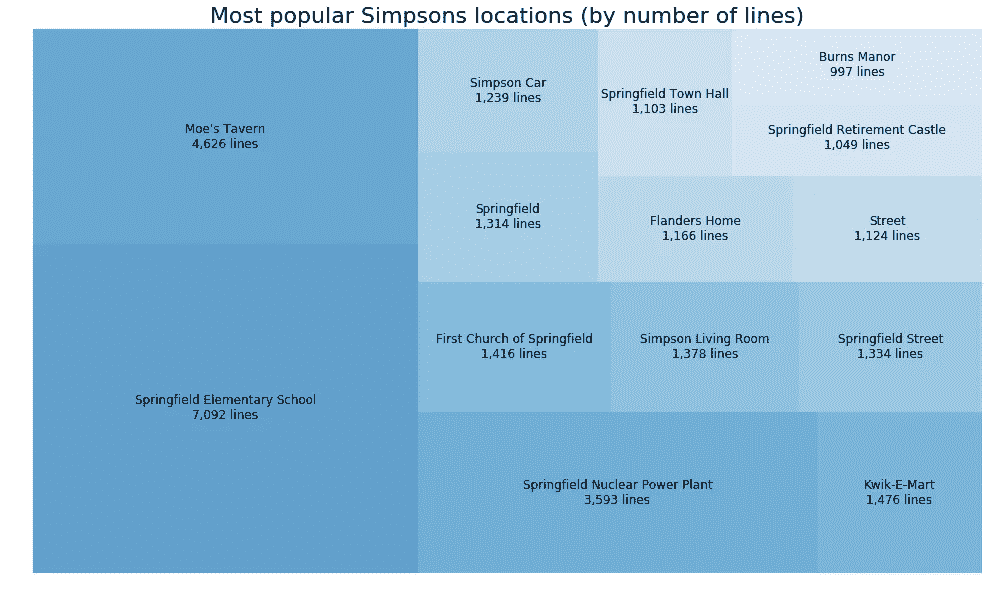 Most popular Simpsons locations (by number of lines)
Moe's Tavern
4,626 lines
Springfield Elementary School
7,092 lines
Simpson Car
1,239 lines
Springfield
1,314 lines
Springfield Town Hall
1,103 lines
Burns Manor
997 lines
Springfield Retirement Castle
1,049 lines
Flanders Home
1,166 lines
Street
1,124 lines
First Church of Springfield
1,416 lines
Simpson Living Room
1,378 lines
Springfield Street
1,334 lines
Springfield Nuclear Power Plant
3,593 lines
Kwik-E-Mart
1,476 lines